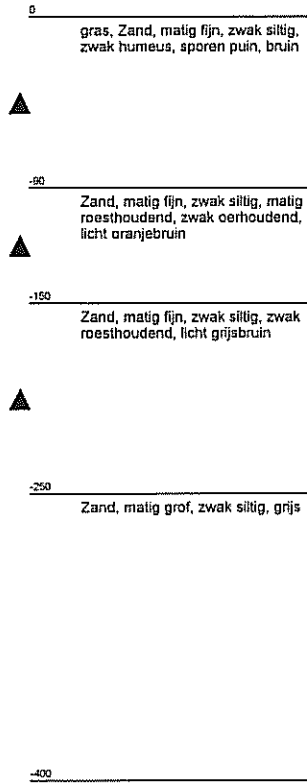 0
gras, Zand, matig fijn, zwak siltig,
zwak humeus, sporen puin, bruin
-90
Zand, matig fijn, zwak siltig, matig
roesthoudend, zwak oerhoudend,
licht oranjebruin
-150
Zand, matig fijn, zwak siltig, zwak
roesthoudend, licht grijsbruin
-250
Zand, matig grof, zwak siltig, grijs
-400